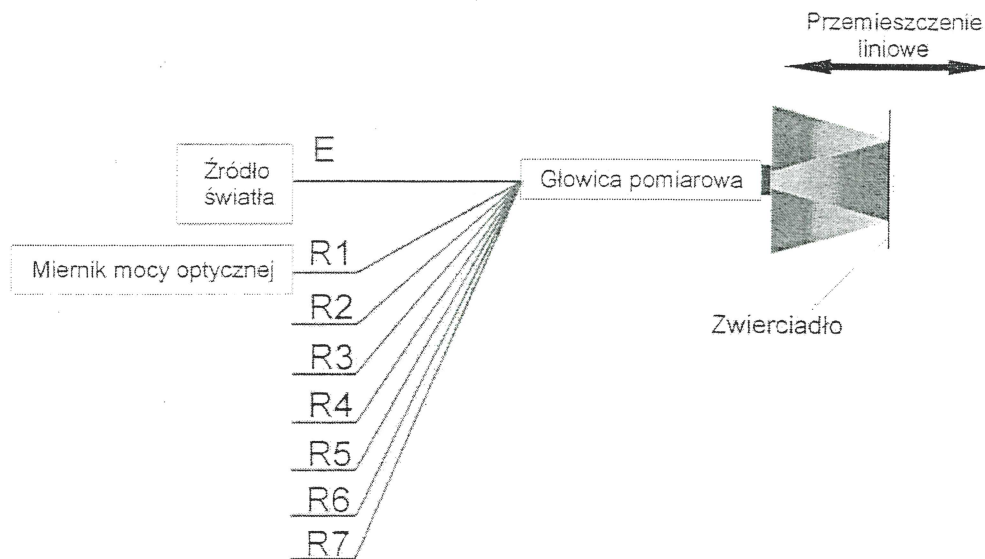 Przemieszczenie
liniowe
E
Źródło
światła
Głowica pomiarowa
R1
Miernik mocy optycznej
R2
Zwierciadło
R3
R4
R5
R6
R7